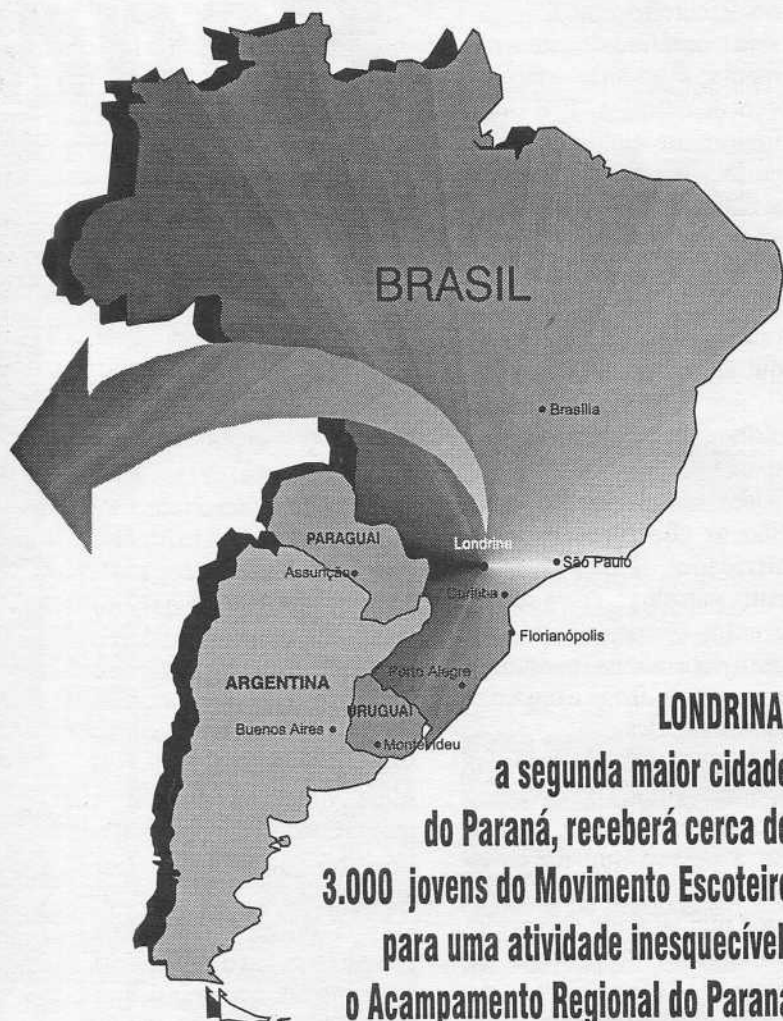 BRASIL
Brasília
Londrina
São Paulo
PARAGUAI
Assunção
Curitiba
Florianópolis
Porto Alegre
ARGENTINA
URUGUAI
Buenos Aires
Montevideu
LONDRINA
a segunda maior cidade
do Paraná, receberá cerca de
3.000 jovens do Movimento Escoteiro
para uma atividade inesquecível
o Acampamento Regional do Paraná